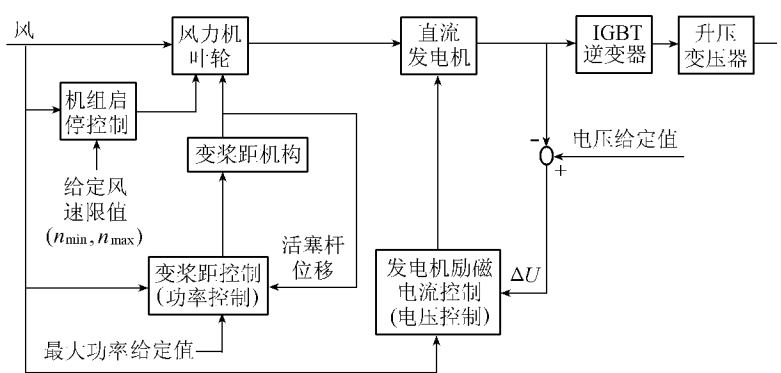 风
风力机
叶轮
直流
发电机
IGBT
逆变器
升压
变压器
机组启
停控制
变桨距机构
给定风
速限值
(nmin,nmax)
电压给定值
−
+
活塞杆
位移
变桨距控制
(功率控制)
发电机励磁
电流控制
(电压控制)
ΔU
最大功率给定值